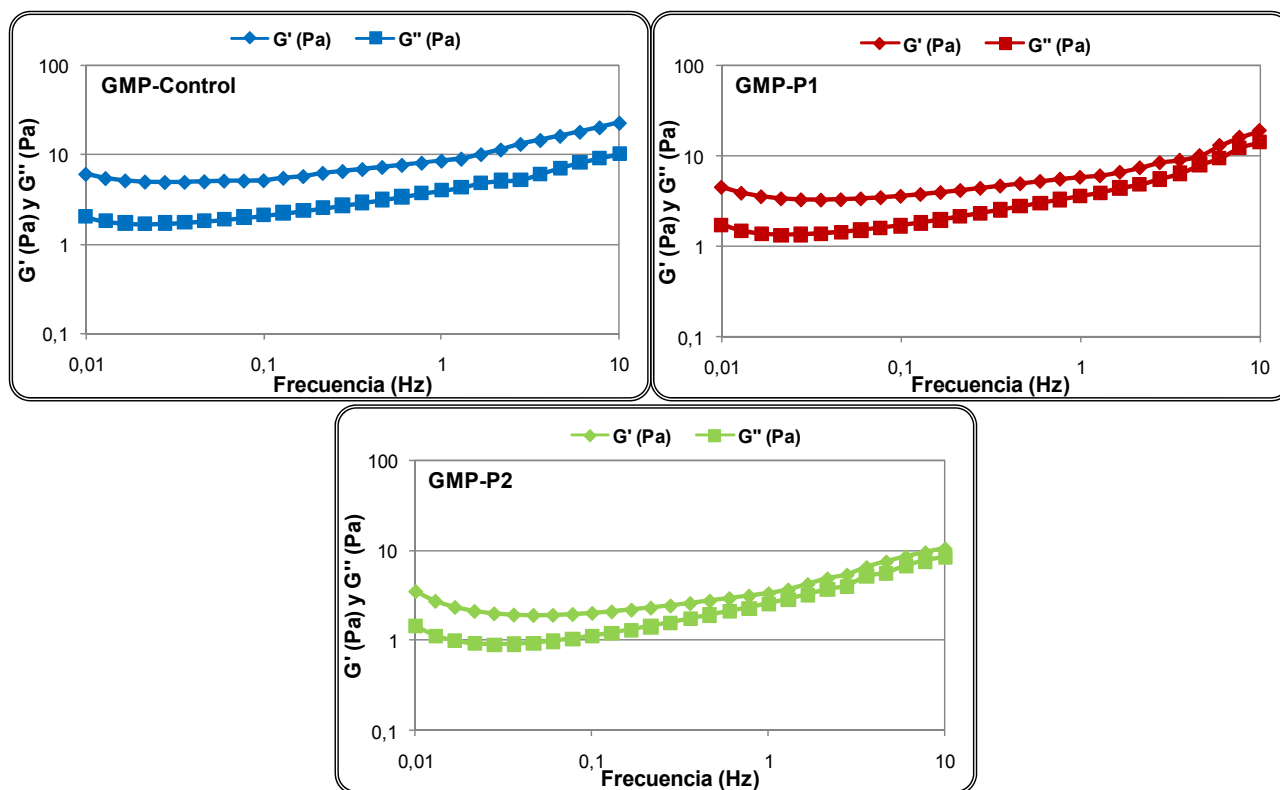 G' (Pa) G'' (Pa)
GMP-Control
G' (Pa) y G'' (Pa)
100
10
1
0,1
0,01 0,1 1 10
Frecuencia (Hz)
G' (Pa) G'' (Pa)
GMP-P1
G' (Pa) y G'' (Pa)
100
10
1
0,1
0,01 0,1 1 10
Frecuencia (Hz)
G' (Pa) G'' (Pa)
GMP-P2
G' (Pa) y G'' (Pa)
100
10
1
0,1
0,01 0,1 1 10
Frecuencia (Hz)